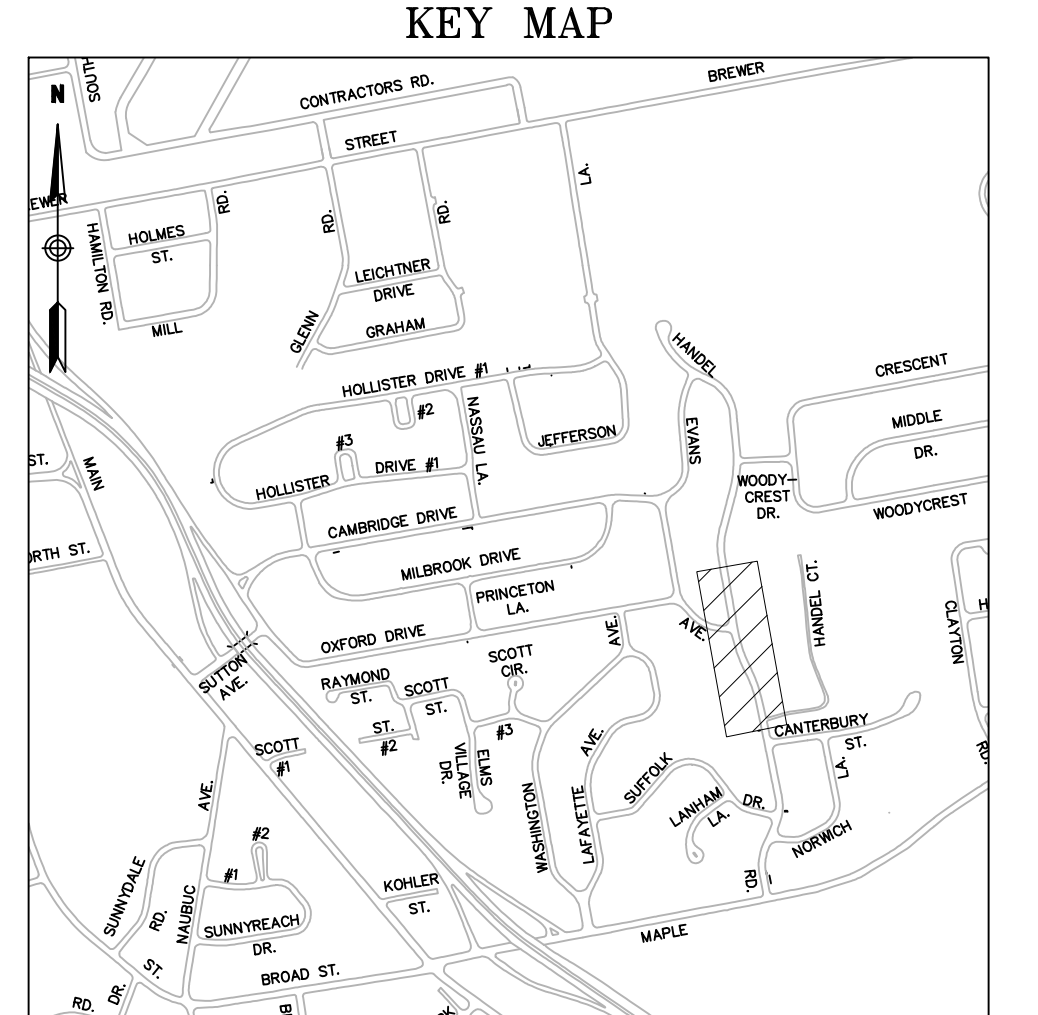 KEY MAP
SOUTH
N
CONTRACTORS RD.
BREWER
STREET
LA.
RD.
RD.
RD.
HAMILTON RD.
HOLMES
ST.
MILL
LEICHTNER
DRIVE
GRAHAM
GLENN
HANDEL
CRESCENT
HOLLISTER DRIVE #1
#2
NASSAU LA.
JEFFERSON
EVANS
MIDDLE
DR.
#3
DRIVE #1
HOLLISTER
ST.
MAIN
WOODY-
CREST
DR.
WOODYCREST
CAMBRIDGE DRIVE
MILBROOK DRIVE
ORTH ST.
PRINCETON
LA.
HANDEL CT.
CLAYTON
H
OXFORD DRIVE
AVE.
AVE.
SUTTON
AVE.
RAYMOND
ST.
SCOTT
ST.
SCOTT
CIR.
ST.
#2
#3
CANTERBURY
ST.
RD.
SCOTT
#1
VILLAGE
DR.
ELMS
AVE.
SUFFOLK
LA.
AVE.
WASHINGTON
LAFAYETTE
LANHAM
LA.
DR.
NORWICH
#2
#1
SUNNYDALE
RD.
NAUBUC
KOHLER
ST.
RD.
SUNNYREACH
DR.
MAPLE
ST.
BROAD ST.
RD.
DR.